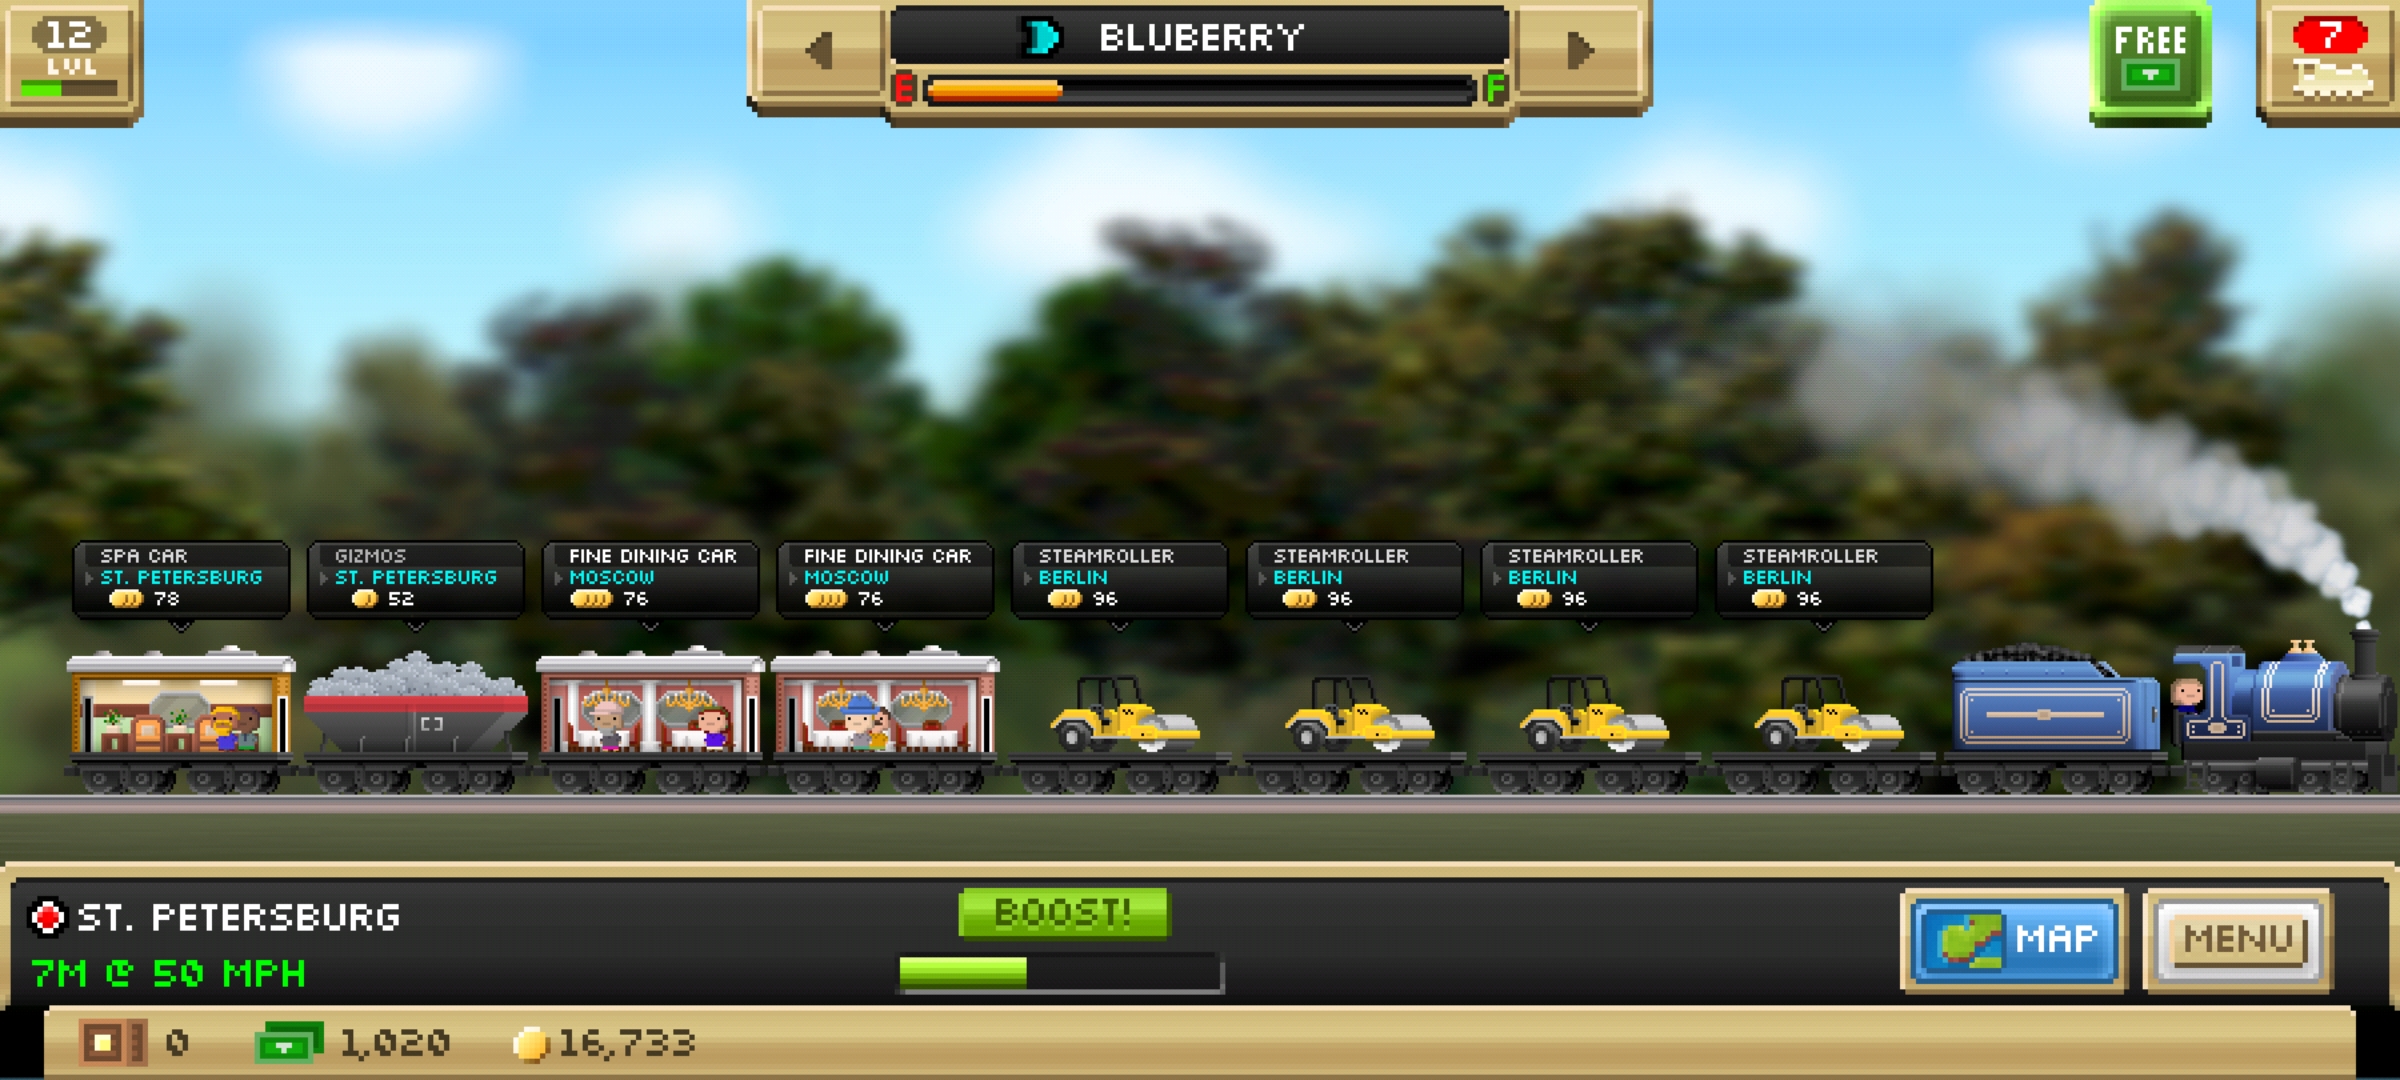 12
LVL
BLUBERRY
E F
FREE
7
SPA CAR
ST. PETERSBURG
78
GIZMOS
ST. PETERSBURG
52
FINE DINING CAR
MOSCOW
76
FINE DINING CAR
MOSCOW
76
STEAMROLLER
BERLIN
96
STEAMROLLER
BERLIN
96
STEAMROLLER
BERLIN
96
STEAMROLLER
BERLIN
96
ST. PETERSBURG
7M @ 50 MPH
BOOST!
MAP
MENU
0
1,020
16,733